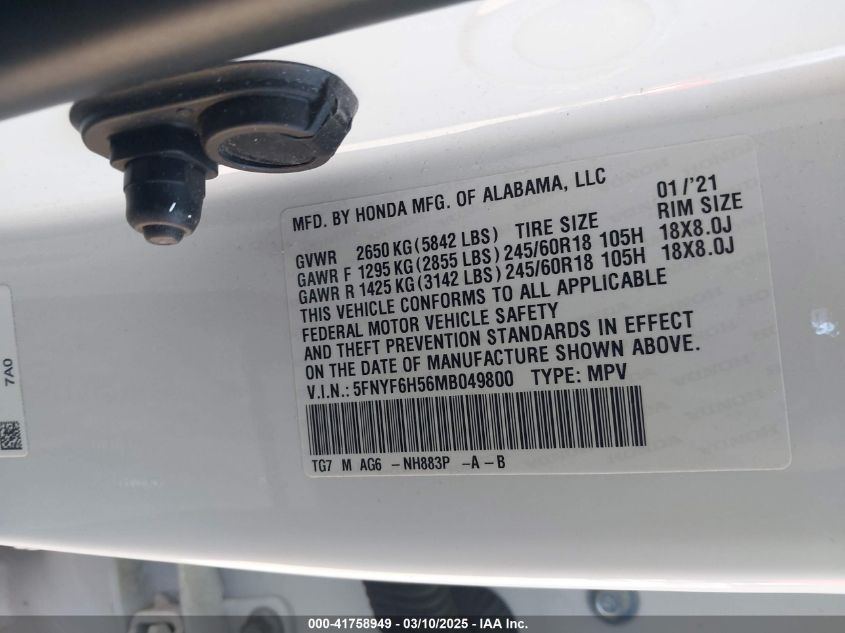 MFD. BY HONDA MFG. OF ALABAMA, LLC 01/'21
GVWR 2650 KG (5842 LBS) TIRE SIZE RIM SIZE
GAWR F 1295 KG (2855 LBS) 245/60R18 105H 18X8.0J
GAWR R 1425 KG (3142 LBS) 245/60R18 105H 18X8.0J
THIS VEHICLE CONFORMS TO ALL APPLICABLE
FEDERAL MOTOR VEHICLE SAFETY
AND THEFT PREVENTION STANDARDS IN EFFECT
ON THE DATE OF MANUFACTURE SHOWN ABOVE.
V.I.N.: 5FNYF6H56MB049800 TYPE: MPV
TG7 M AG6 - NH883P - A - B
7A0
000-41758949 — 03/10/2025 — IAA Inc.